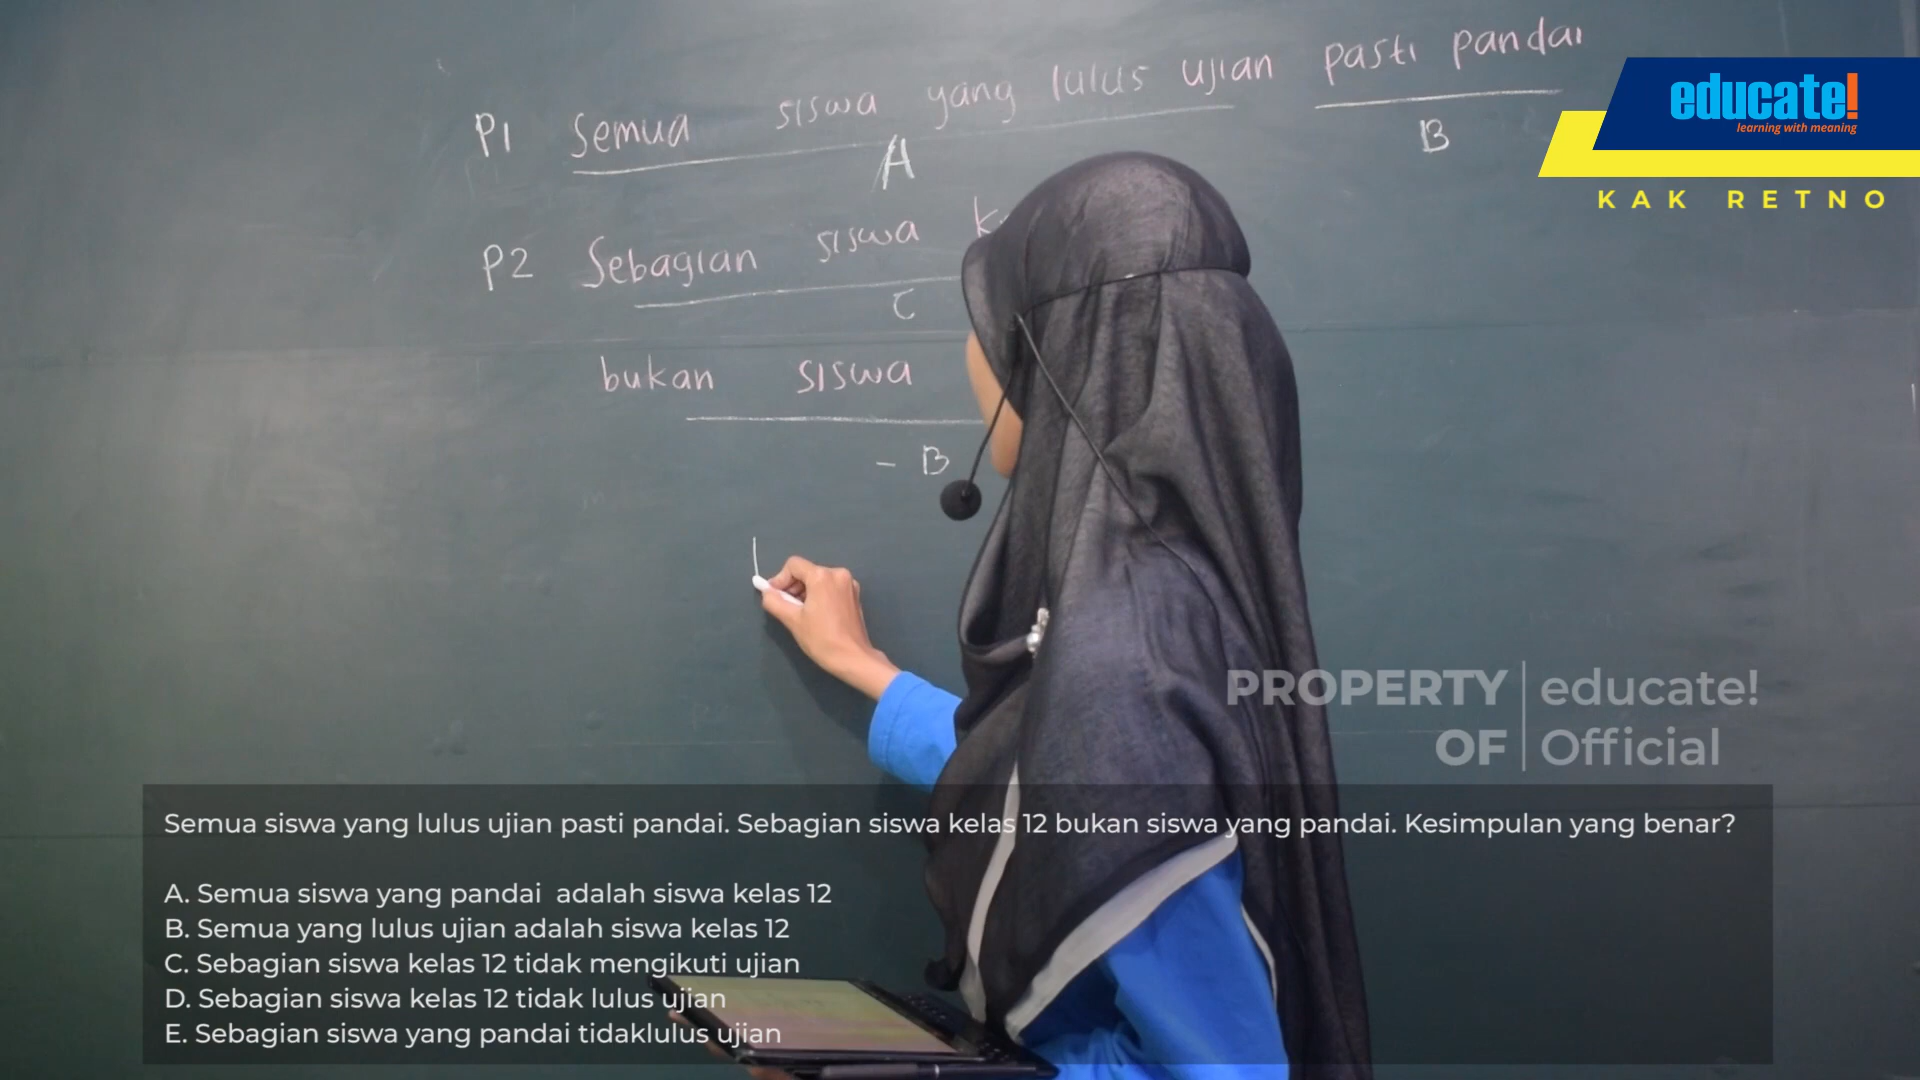 P1 Semua siswa yang lulus ujian pasti pandai
A
B
P2 Sebagian siswa
C
bukan siswa
- B
educate!
learning with meaning
KAK RETNO
PROPERTY OF
educate! Official
Semua siswa yang lulus ujian pasti pandai. Sebagian siswa kelas 12 bukan siswa yang pandai. Kesimpulan yang benar?
A. Semua siswa yang pandai adalah siswa kelas 12
B. Semua yang lulus ujian adalah siswa kelas 12
C. Sebagian siswa kelas 12 tidak mengikuti ujian
D. Sebagian siswa kelas 12 tidak lulus ujian
E. Sebagian siswa yang pandai tidaklulus ujian